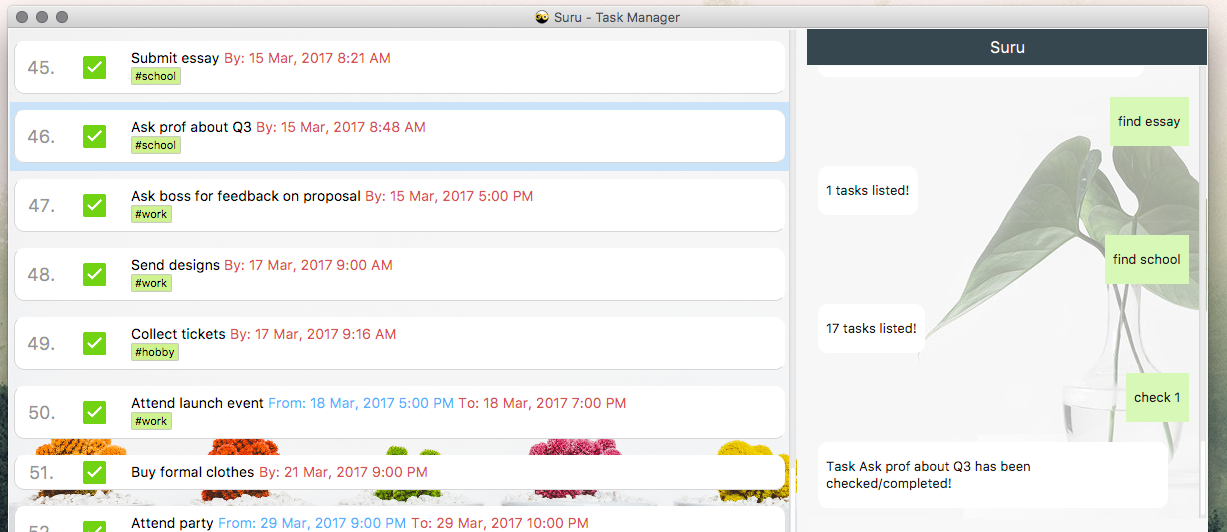 Suru - Task Manager
45.
Submit essay By: 15 Mar, 2017 8:21 AM
#school
46.
Ask prof about Q3 By: 15 Mar, 2017 8:48 AM
#school
47.
Ask boss for feedback on proposal By: 15 Mar, 2017 5:00 PM
#work
48.
Send designs By: 17 Mar, 2017 9:00 AM
#work
49.
Collect tickets By: 17 Mar, 2017 9:16 AM
#hobby
50.
Attend launch event From: 18 Mar, 2017 5:00 PM To: 18 Mar, 2017 7:00 PM
#work
51.
Buy formal clothes By: 21 Mar, 2017 9:00 PM
52.
Attend party From: 29 Mar, 2017 9:00 PM To: 29 Mar, 2017 10:00 PM
Suru
find essay
1 tasks listed!
find school
17 tasks listed!
check 1
Task Ask prof about Q3 has been
checked/completed!